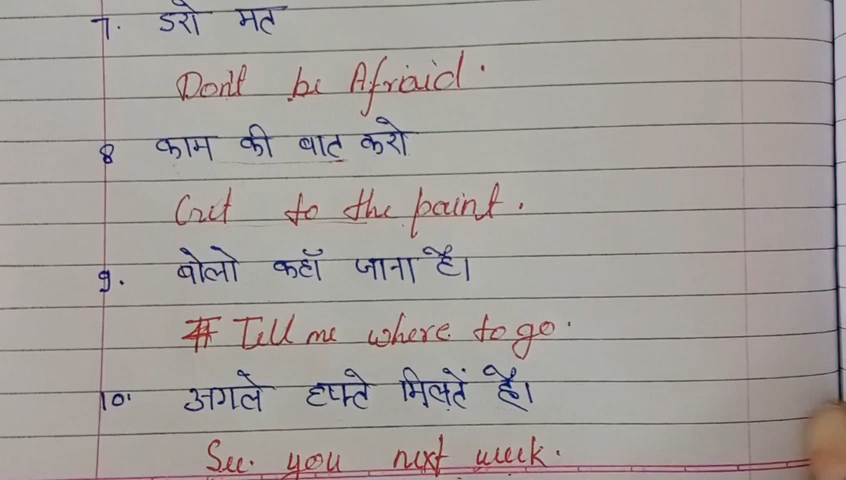 7. डरो मत
Don't be Afraid.
8 काम की बात करो
Cut to the point.
9. बोलो कहाँ जाना है।
Tell me where to go.
10. अगले हफ्ते मिलतें है।
See you next week.